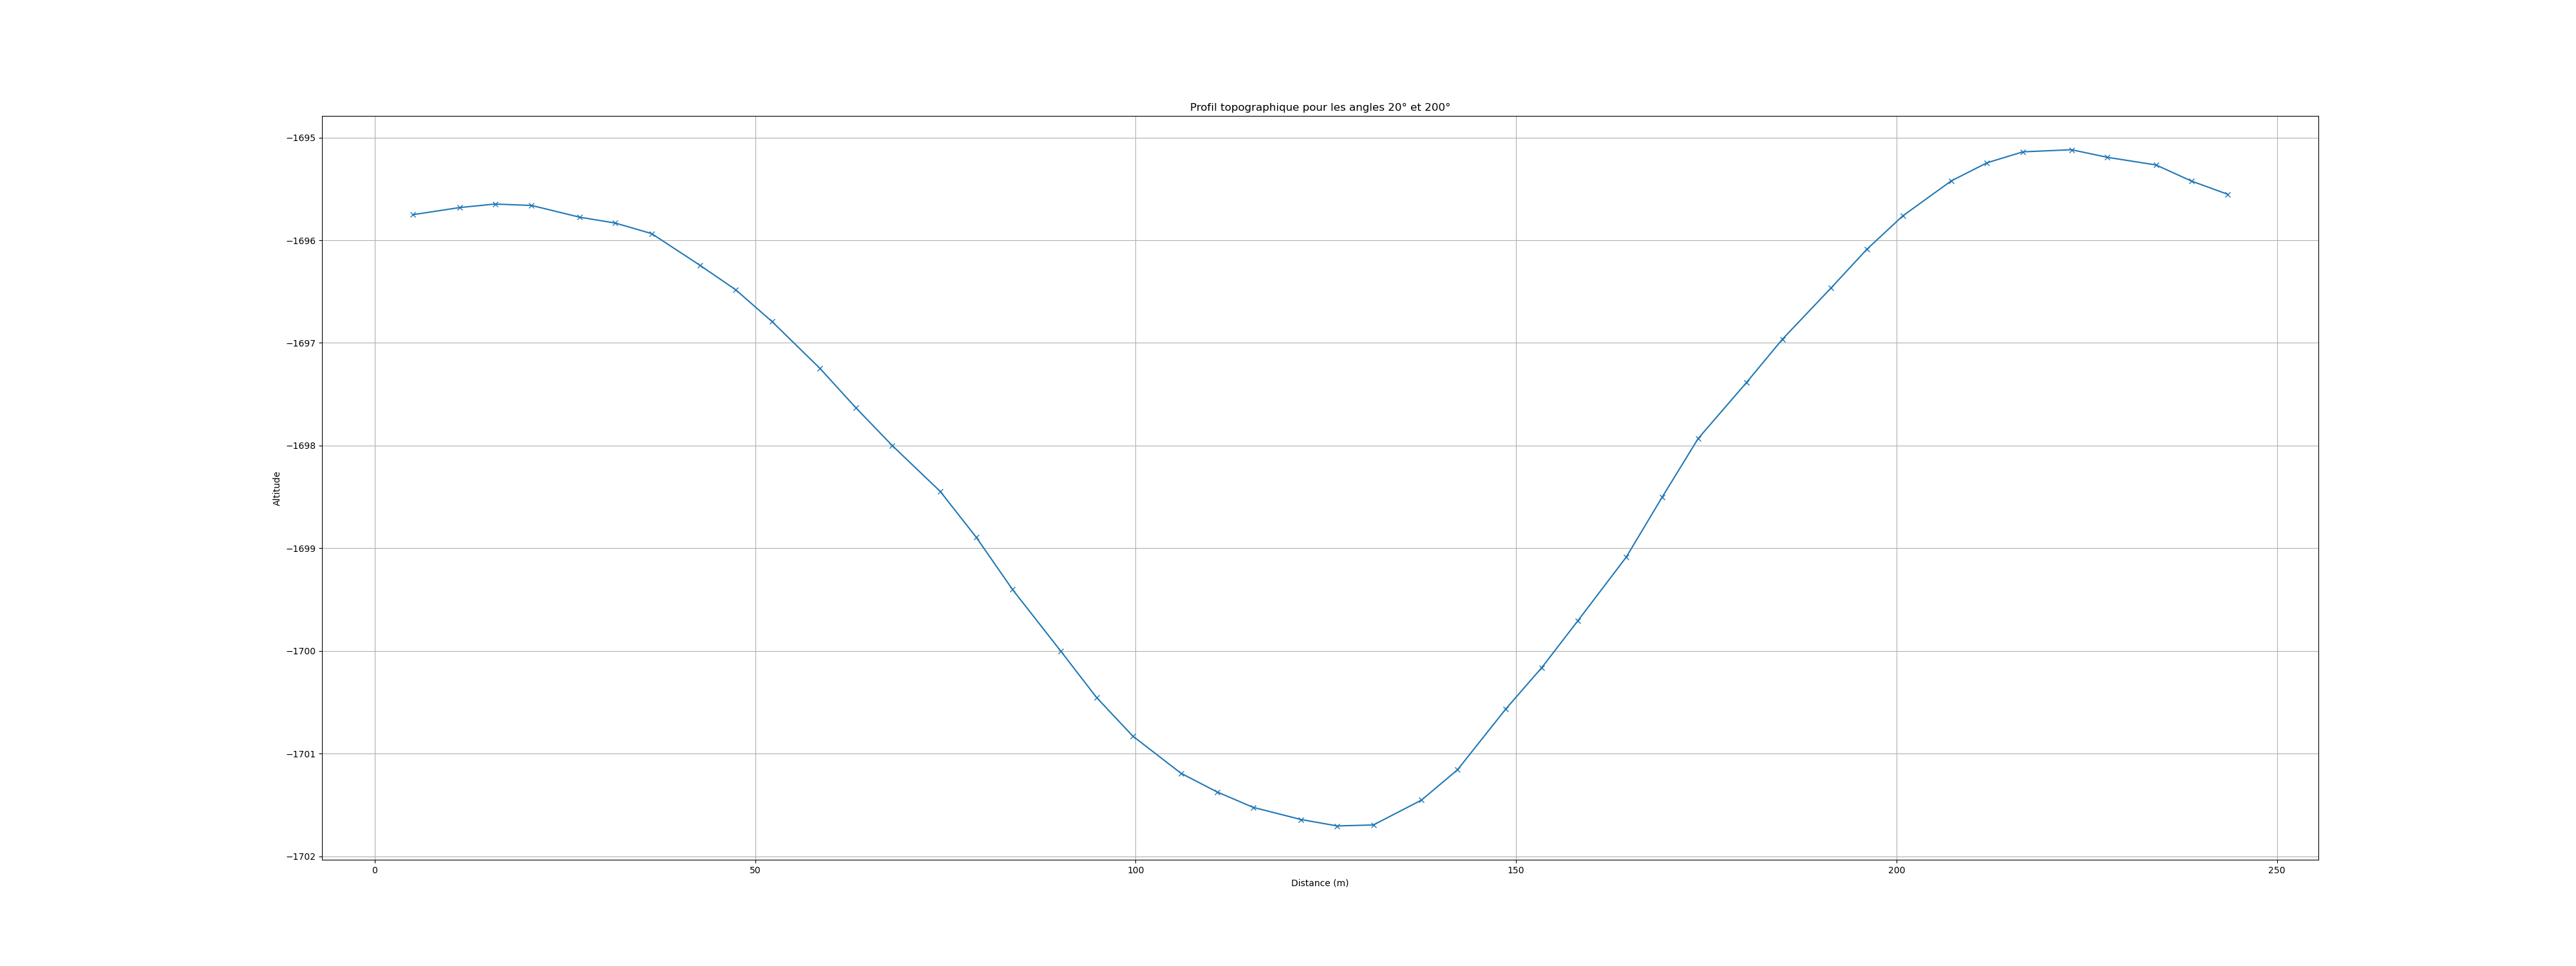 Profil topographique pour les angles 20° et 200°
−1695
−1696
−1697
−1698
−1699
−1700
−1701
−1702
Altitude
0 50 100 150 200 250
Distance (m)